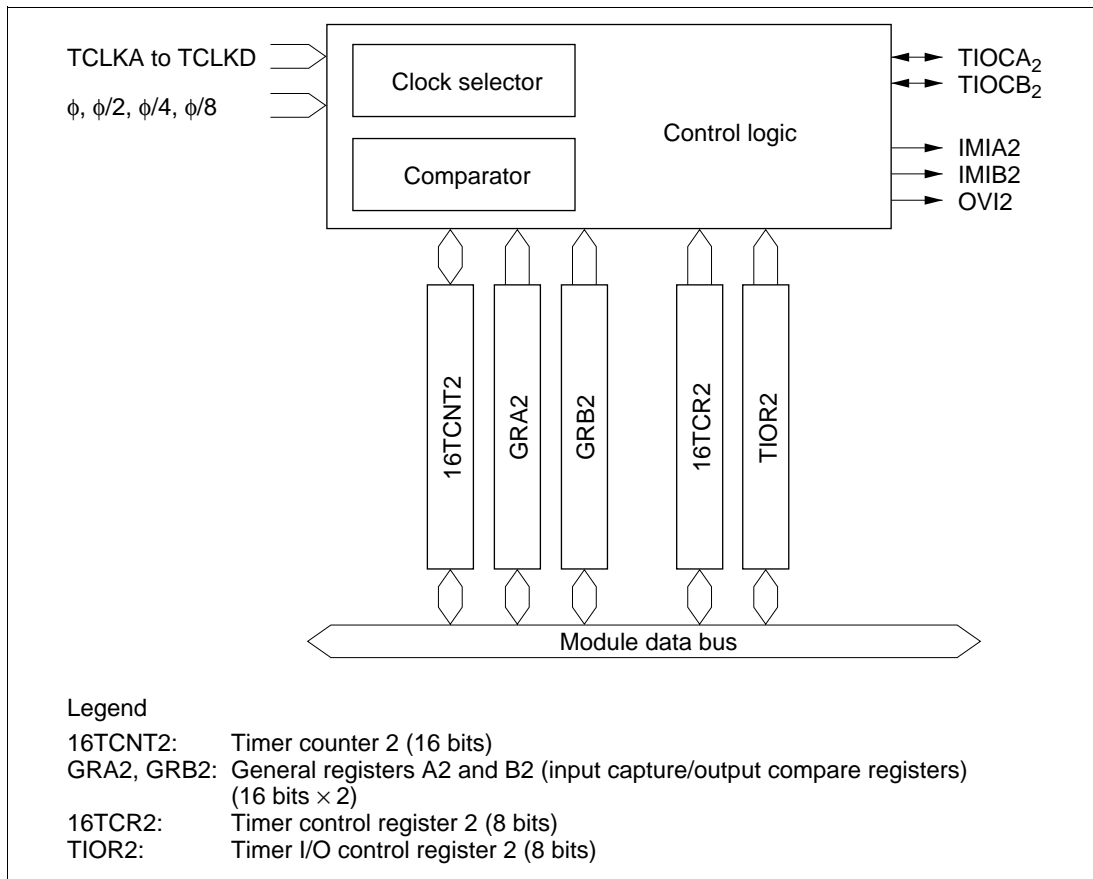 TCLKA to TCLKD
ϕ, ϕ/2, ϕ/4, ϕ/8
Clock selector
Comparator
Control logic
TIOCA₂
TIOCB₂
IMIA2
IMIB2
OVI2
16TCNT2
GRA2
GRB2
16TCR2
TIOR2
Module data bus
Legend
16TCNT2: Timer counter 2 (16 bits)
GRA2, GRB2: General registers A2 and B2 (input capture/output compare registers)
(16 bits × 2)
16TCR2: Timer control register 2 (8 bits)
TIOR2: Timer I/O control register 2 (8 bits)